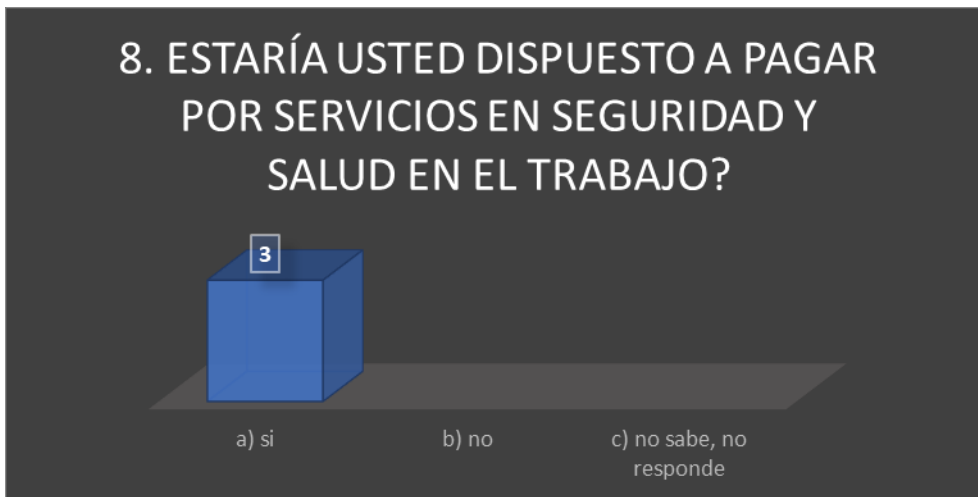 8. ESTARÍA USTED DISPUESTO A PAGAR
POR SERVICIOS EN SEGURIDAD Y
SALUD EN EL TRABAJO?
3
a) si
b) no
c) no sabe, no
responde